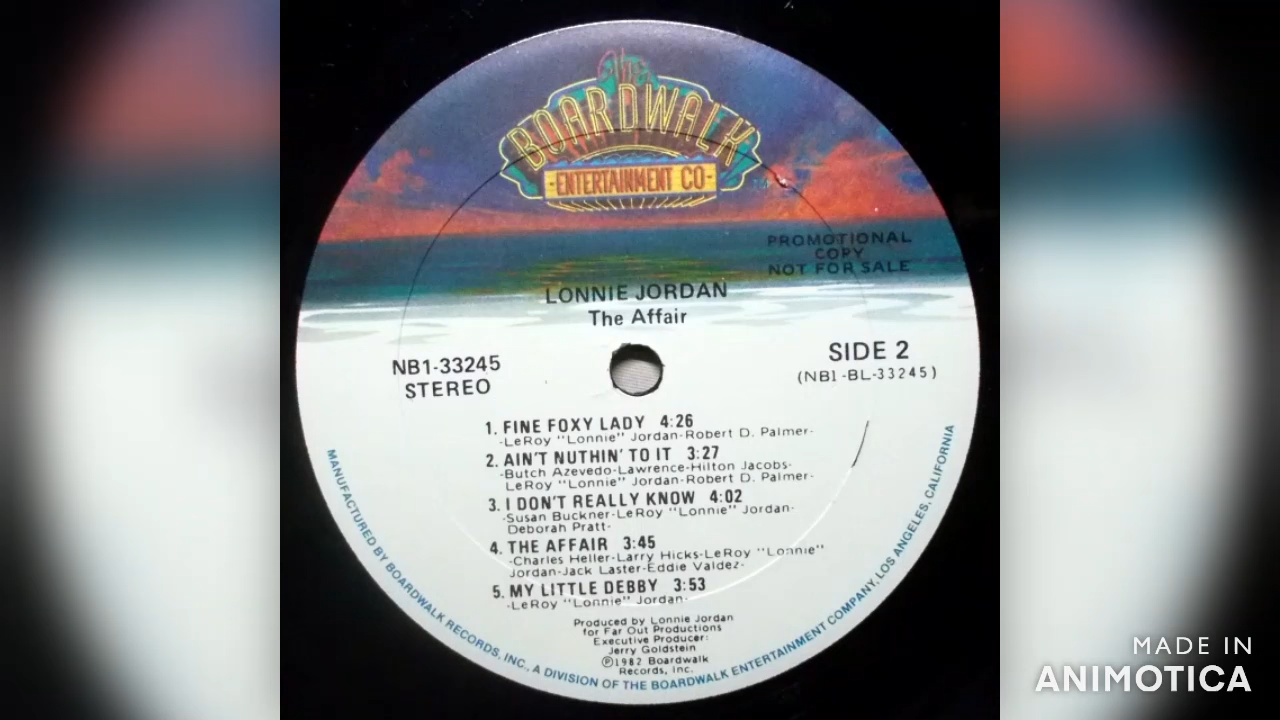 The
BOARDWALK
-ENTERTAINMENT CO-
TM
PROMOTIONAL
COPY
NOT FOR SALE
LONNIE JORDAN
The Affair
NB1-33245
STEREO
SIDE 2
(NB1-BL-33245)
1. FINE FOXY LADY 4:26
-LeRoy "Lonnie" Jordan-Robert D. Palmer-
2. AIN'T NUTHIN' TO IT 3:27
-Butch Azevedo-Lawrence-Hilton Jacobs-
LeRoy "Lonnie" Jordan-Robert D. Palmer-
3. I DON'T REALLY KNOW 4:02
-Susan Buckner-LeRoy "Lonnie" Jordan-
Deborah Pratt-
4. THE AFFAIR 3:45
-Charles Heller-Larry Hicks-LeRoy "Lonnie"
Jordan-Jack Laster-Eddie Valdez-
5. MY LITTLE DEBBY 3:53
-LeRoy "Lonnie" Jordan-
Produced by Lonnie Jordan
for Far Out Productions
Executive Producer:
Jerry Goldstein
Ⓟ1982 Boardwalk
Records, Inc.
MANUFACTURED BY BOARDWALK RECORDS, INC., A DIVISION OF THE BOARDWALK ENTERTAINMENT COMPANY, LOS ANGELES, CALIFORNIA
MADE IN
ANIMOTICA